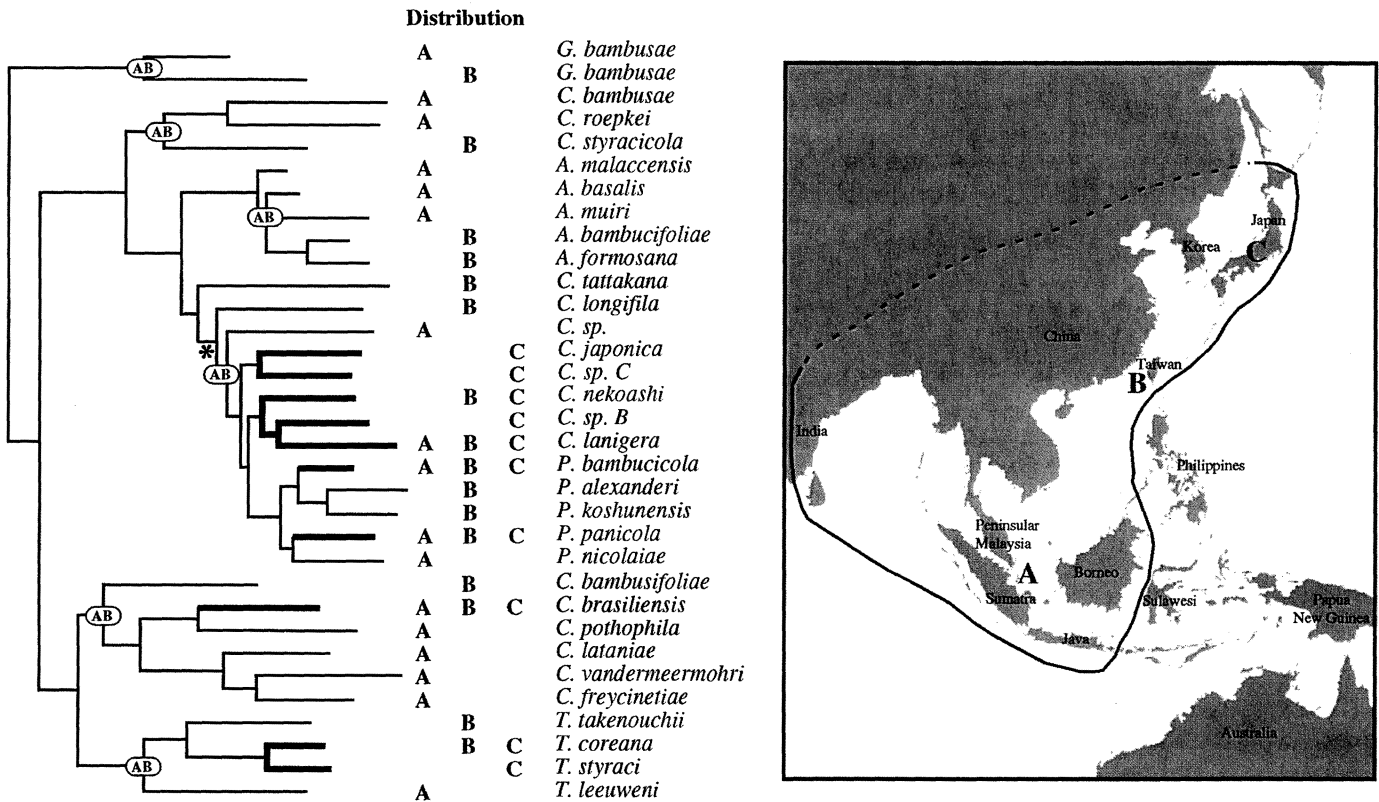 Distribution
A G. bambusae
AB
B G. bambusae
A C. bambusae
A C. roepkei
AB
B C. styracicola
A A. malaccensis
A A. basalis
A A. muiri
AB
B A. bambucifoliae
B A. formosana
B C. tattakana
B C. longifila
A C. sp.
*
C C. japonica
AB
C C. sp. C
B C C. nekoashi
C C. sp. B
A B C C. lanigera
A B C P. bambucicola
B P. alexanderi
B P. koshunensis
A B C P. panicola
A P. nicolaiae
B C. bambusifoliae
AB
A B C C. brasiliensis
A C. pothophila
A C. lataniae
A C. vandermeermohri
A C. freycinetiae
B T. takenouchii
B C T. coreana
AB
C T. styraci
A T. leeuweni
Japan
Korea
C
China
Taiwan
B
India
Philippines
Peninsular
Malaysia
A
Borneo
Sumatra
Sulawesi
Papua
New Guinea
Java
Australia